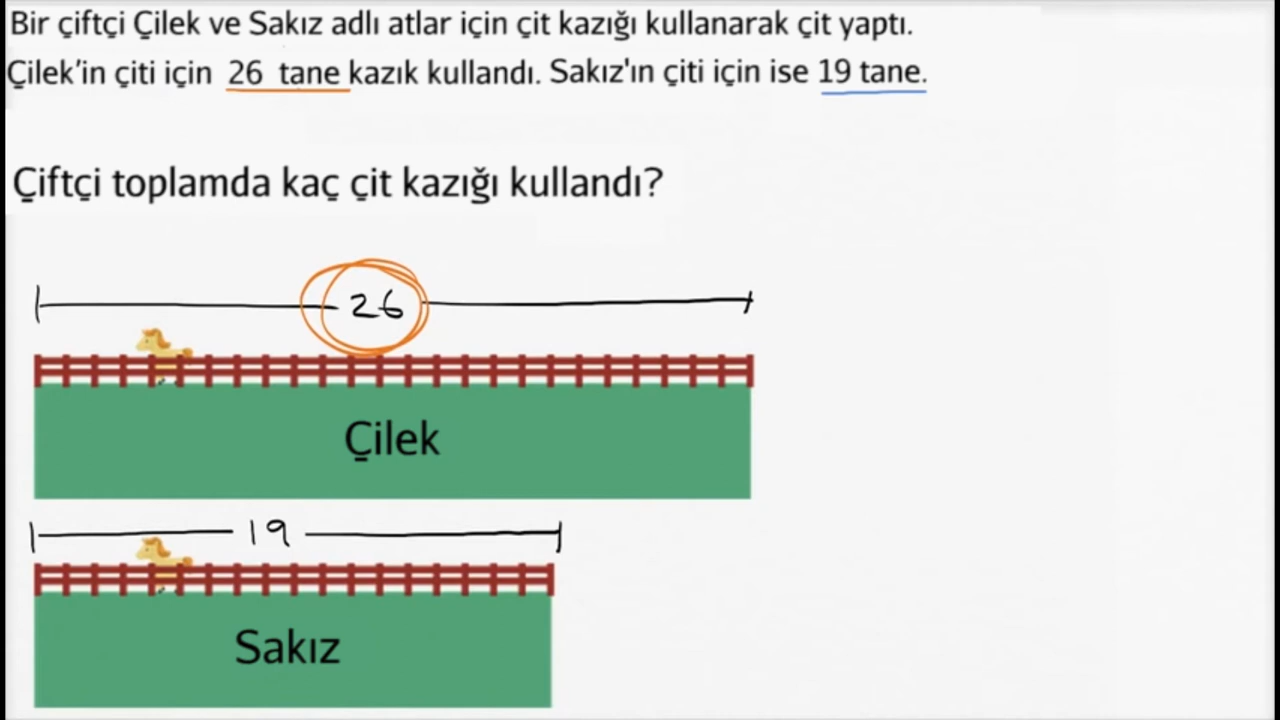 Bir çiftçi Çilek ve Sakız adlı atlar için çit kazığı kullanarak çit yaptı.
Çilek'in çiti için 26 tane kazık kullandı. Sakız'ın çiti için ise 19 tane.
Çiftçi toplamda kaç çit kazığı kullandı?
26
Çilek
19
Sakız